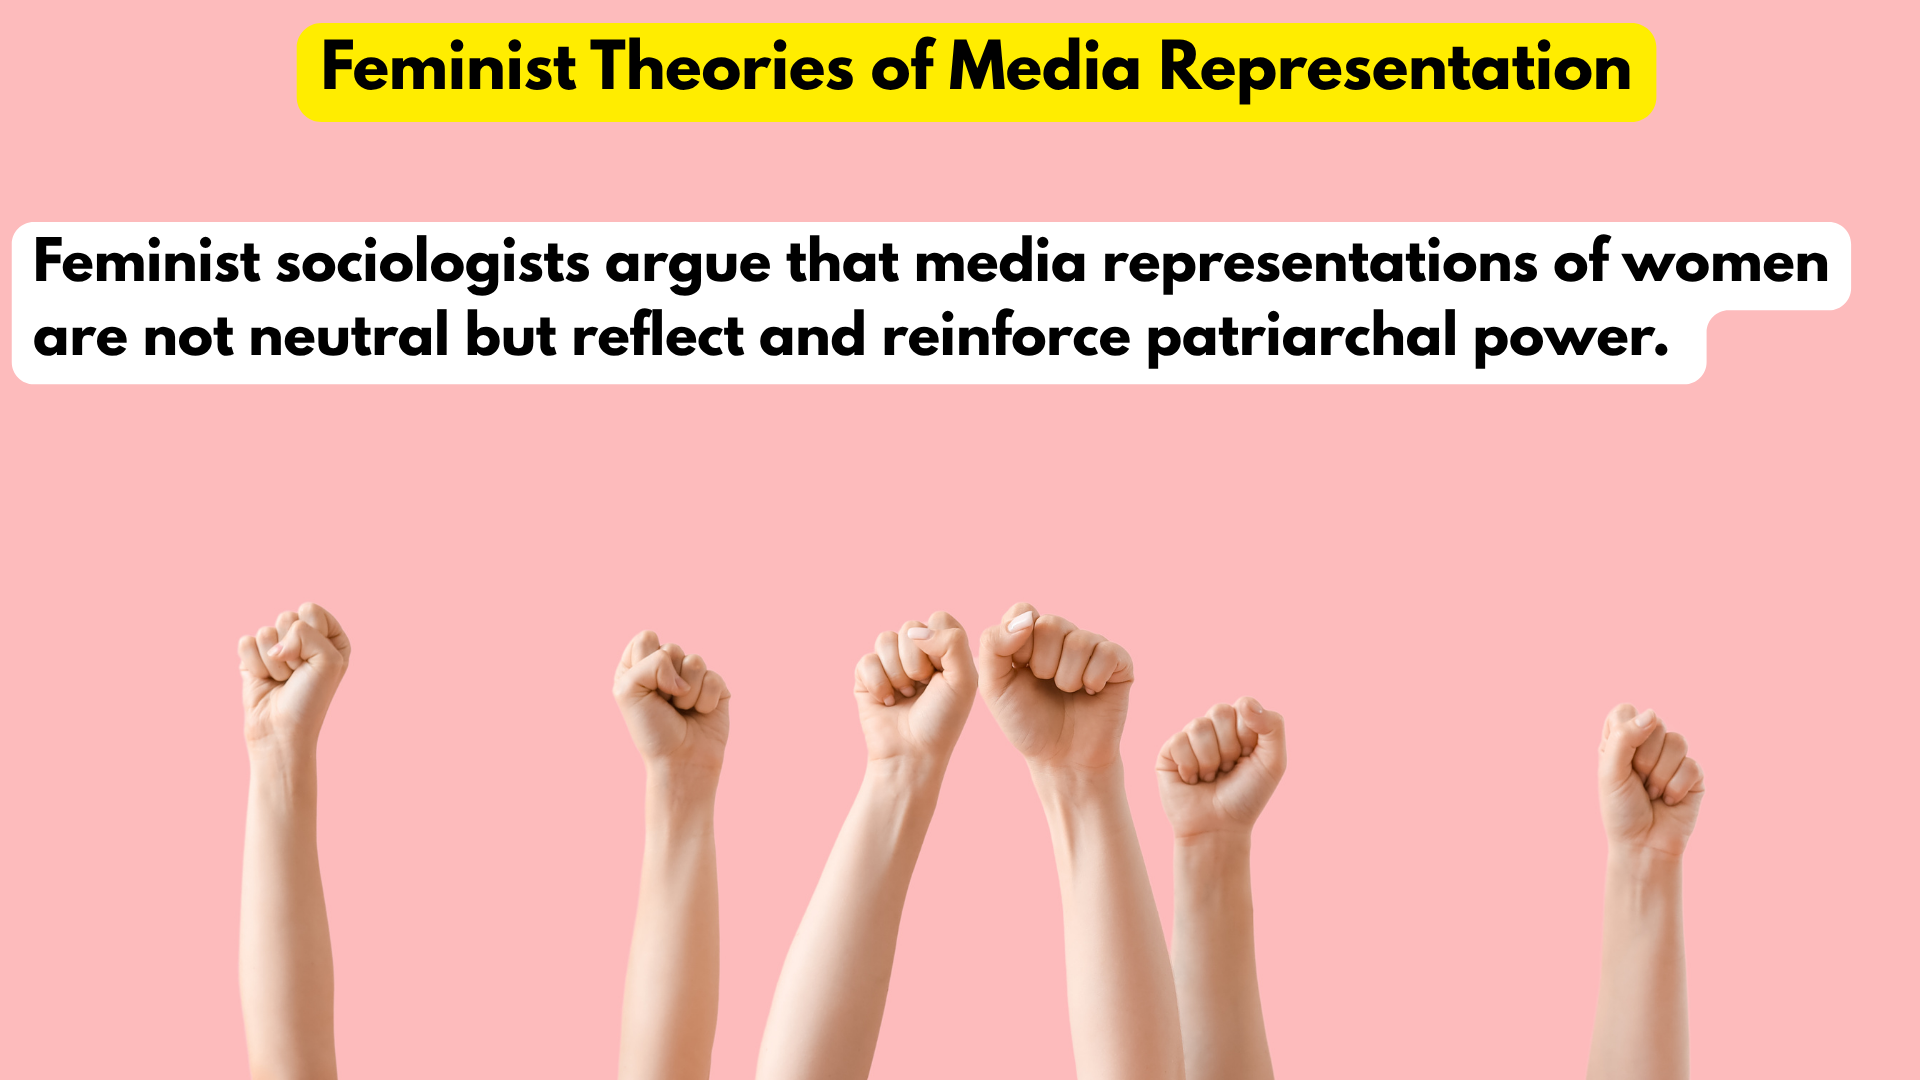 Feminist Theories of Media Representation
Feminist sociologists argue that media representations of women
are not neutral but reflect and reinforce patriarchal power.